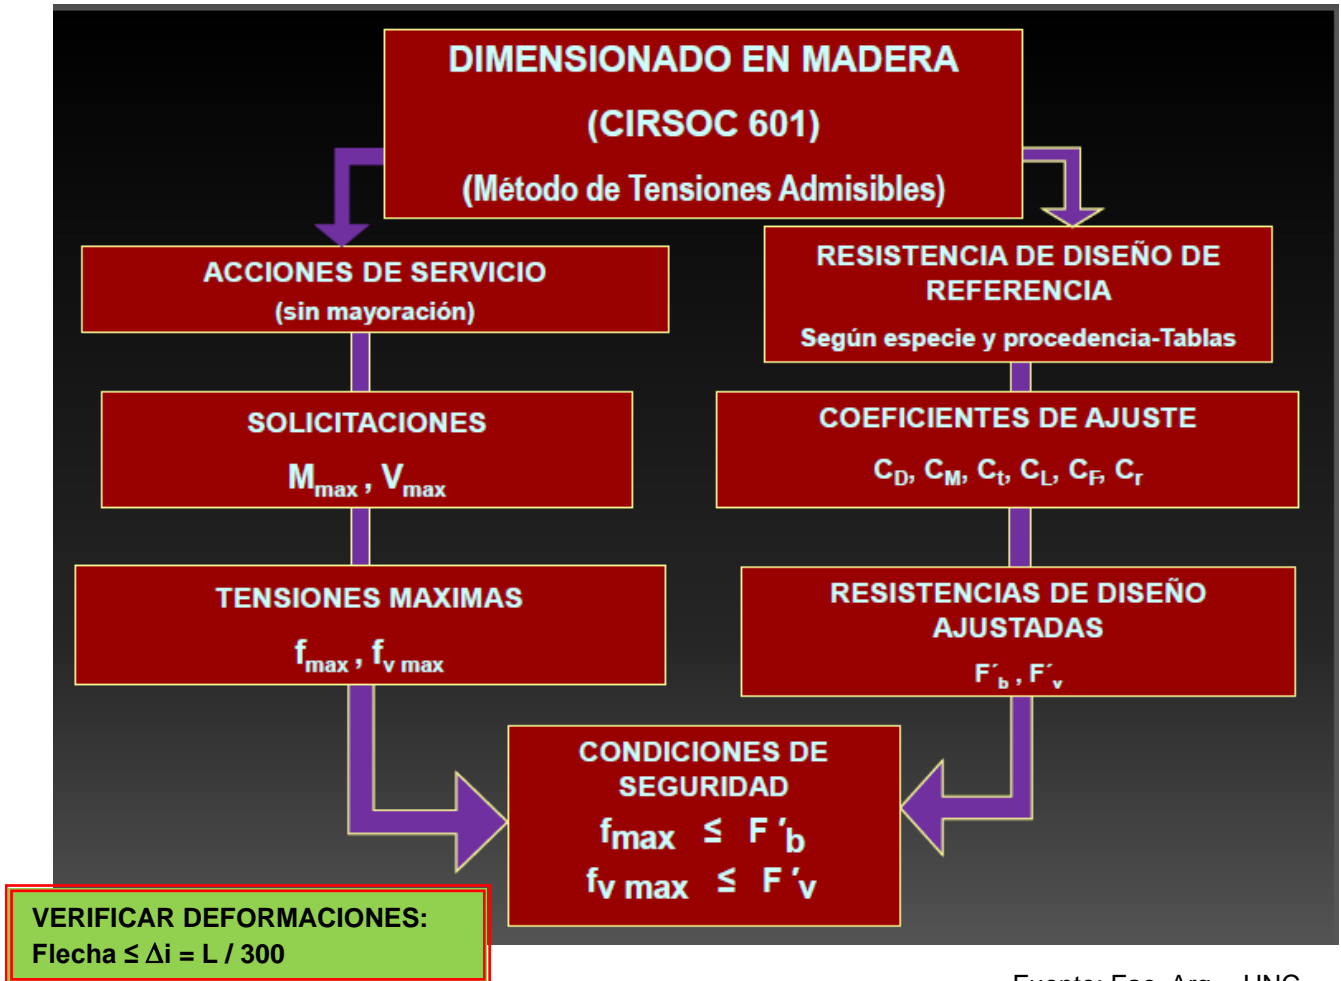 DIMENSIONADO EN MADERA
(CIRSOC 601)
(Método de Tensiones Admisibles)
ACCIONES DE SERVICIO
(sin mayoración)
SOLICITACIONES
Mmax , Vmax
TENSIONES MAXIMAS
fmax , fv max
RESISTENCIA DE DISEÑO DE
REFERENCIA
Según especie y procedencia-Tablas
COEFICIENTES DE AJUSTE
CD, CM, Ct, CL, CF, Cr
RESISTENCIAS DE DISEÑO
AJUSTADAS
F´b , F´v
CONDICIONES DE
SEGURIDAD
fmax ≤ F ′b
fv max ≤ F ′v
VERIFICAR DEFORMACIONES:
Flecha ≤ Δi = L / 300